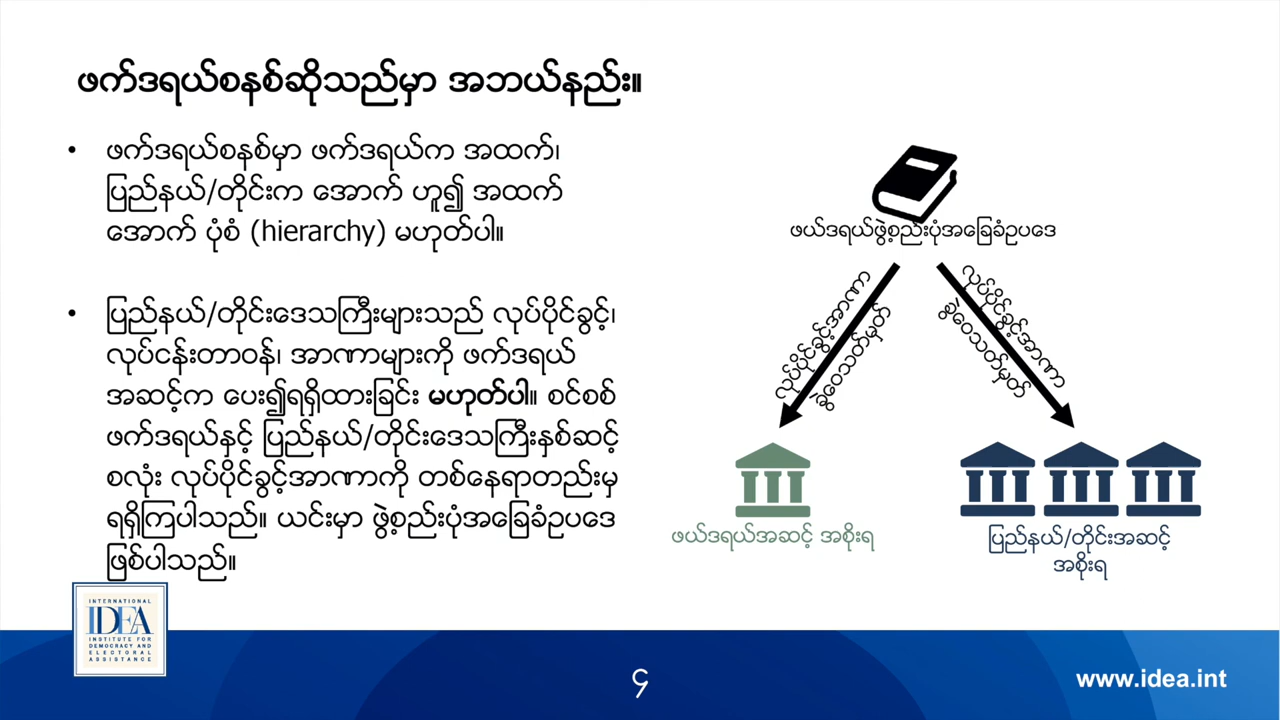 ဖက်ဒရယ်စနစ်ဆိုသည်မှာ အဘယ်နည်း။
• ဖက်ဒရယ်စနစ်မှာ ဖက်ဒရယ်က အထက်၊
ပြည်နယ်/တိုင်းက အောက် ဟူ၍ အထက်
အောက် ပုံစံ (hierarchy) မဟုတ်ပါ။
• ပြည်နယ်/တိုင်းဒေသကြီးများသည် လုပ်ပိုင်ခွင့်၊
လုပ်ငန်းတာဝန်၊ အာဏာများကို ဖက်ဒရယ်
အဆင့်က ပေး၍ရရှိထားခြင်း မဟုတ်ပါ။ စင်စစ်
ဖက်ဒရယ်နှင့် ပြည်နယ်/တိုင်းဒေသကြီးနှစ်ဆင့်
စလုံး လုပ်ပိုင်ခွင့်အာဏာကို တစ်နေရာတည်းမှ
ရရှိကြပါသည်။ ယင်းမှာ ဖွဲ့စည်းပုံအခြေခံဥပဒေ
ဖြစ်ပါသည်။
ဖယ်ဒရယ်ဖွဲ့စည်းပုံအခြေခံဥပဒေ
လုပ်ပိုင်ခွင့်အာဏာ
ခွဲဝေသတ်မှတ်
လုပ်ပိုင်ခွင့်အာဏာ
ခွဲဝေသတ်မှတ်
ဖယ်ဒရယ်အဆင့် အစိုးရ
ပြည်နယ်/တိုင်းအဆင့်
အစိုးရ
INTERNATIONAL
IDEA
INSTITUTE FOR
DEMOCRACY AND
ELECTORAL
ASSISTANCE
၄
www.idea.int